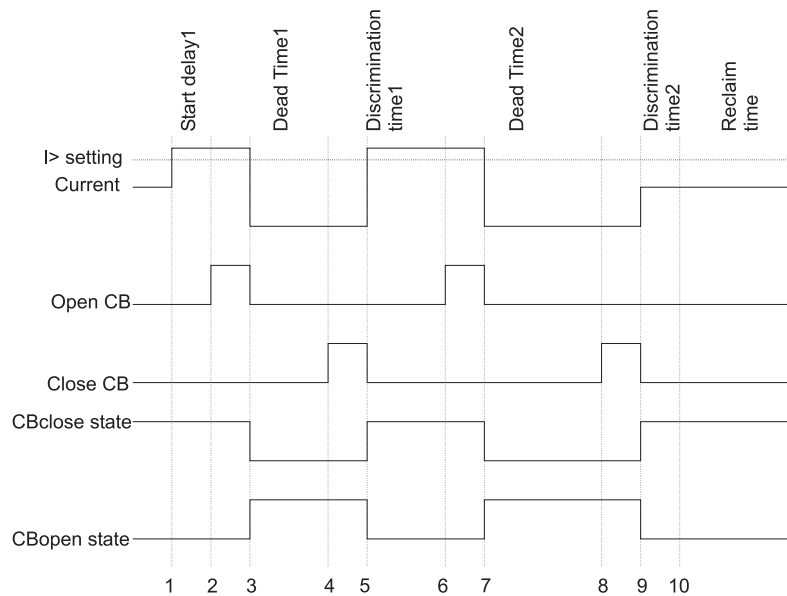 Start delay1
Dead Time1
Discrimination
time1
Dead Time2
Discrimination
time2
Reclaim
time
I> setting
Current
Open CB
Close CB
CBclose state
CBopen state
1 2 3 4 5 6 7 8 9 10